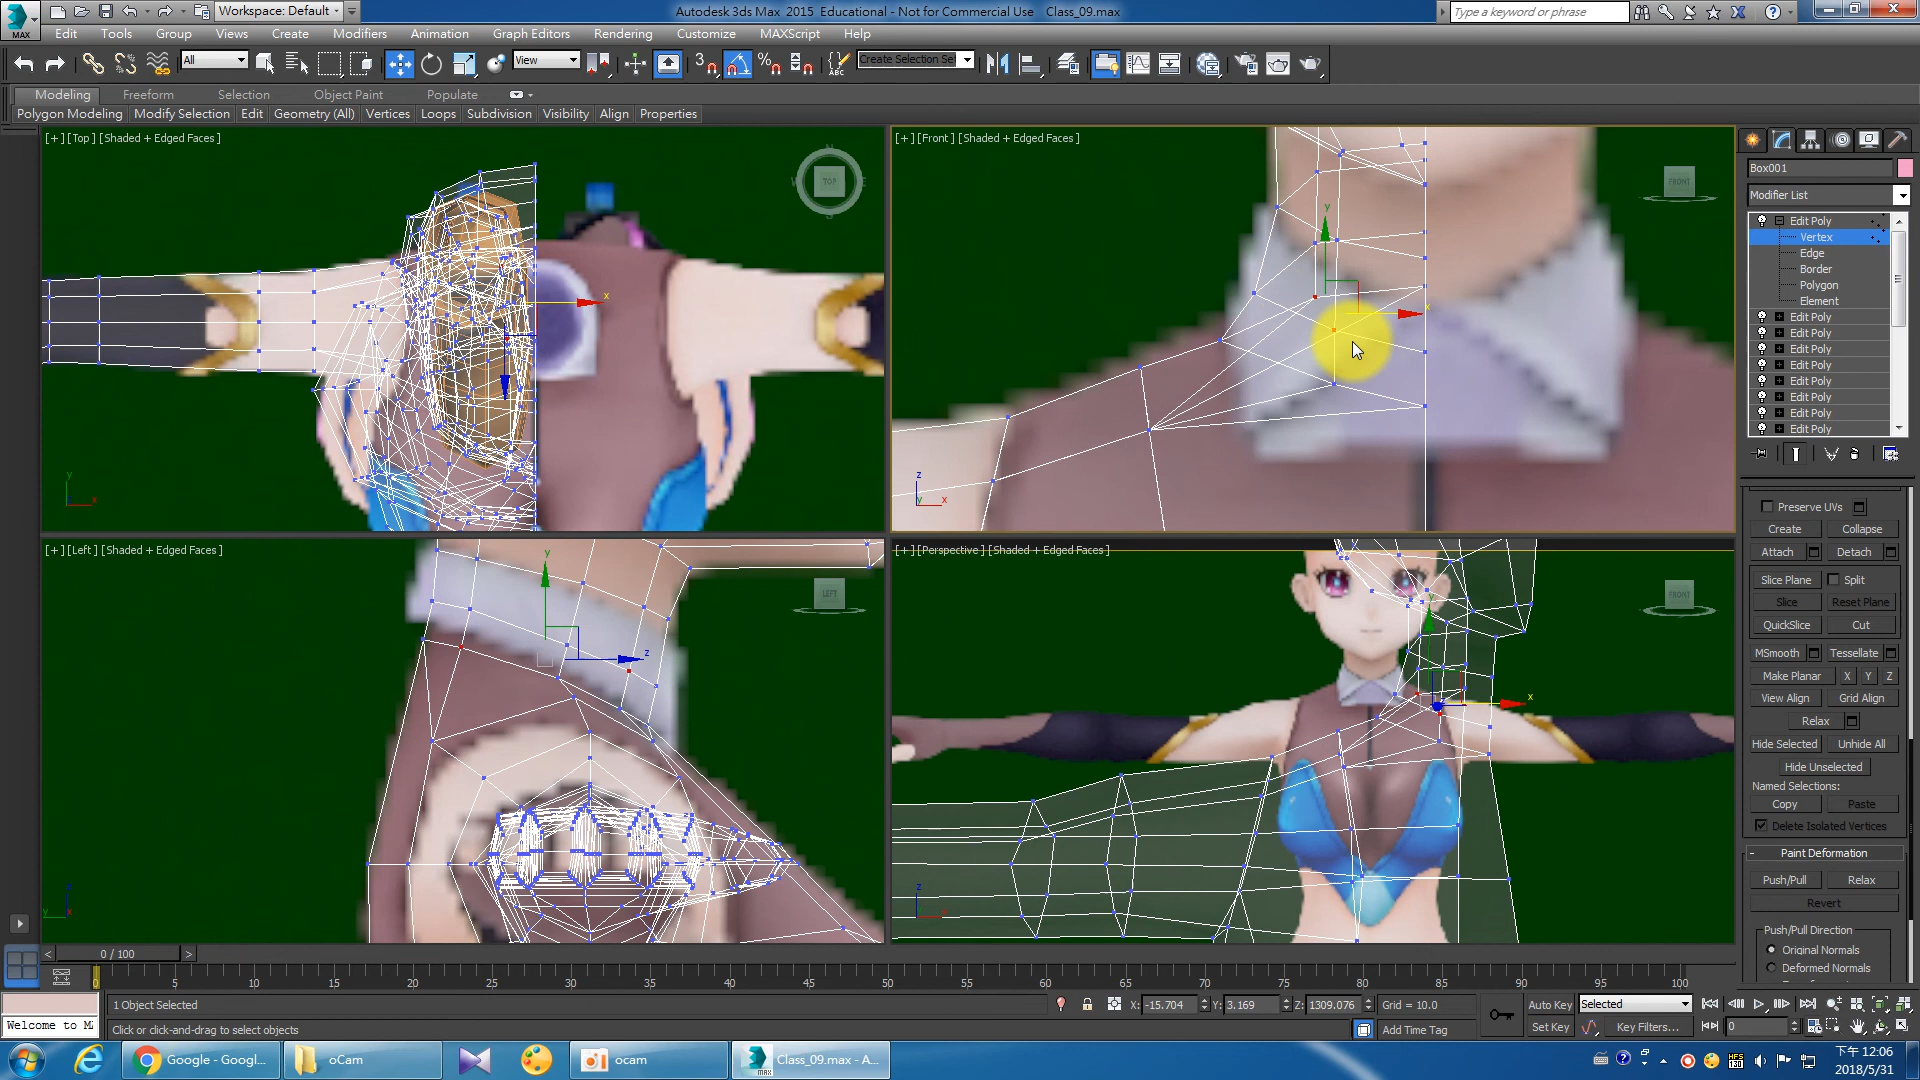 Workspace: Default
Autodesk 3ds Max 2015 Educational - Not for Commercial Use Class_09.max
Type a keyword or phrase
MAX
Edit Tools Group Views Create Modifiers Animation Graph Editors Rendering Customize MAXScript Help
All
View
3
Create Selection Se
Modeling Freeform Selection Object Paint Populate
Polygon Modeling Modify Selection Edit Geometry (All) Vertices Loops Subdivision Visibility Align Properties
[+] [Top] [Shaded + Edged Faces]
[+] [Front] [Shaded + Edged Faces]
TOP
FRONT
Box001
Modifier List
Edit Poly
Vertex
Edge
Border
Polygon
Element
Edit Poly
Edit Poly
Edit Poly
Edit Poly
Edit Poly
Edit Poly
Edit Poly
Edit Poly
Preserve UVs
Create Collapse
Attach Detach
Slice Plane Split
Slice Reset Plane
QuickSlice Cut
MSmooth Tessellate
Make Planar X Y Z
View Align Grid Align
Relax
Hide Selected Unhide All
Hide Unselected
Named Selections:
Copy Paste
Delete Isolated Vertices
- Paint Deformation
Push/Pull Relax
Revert
Push/Pull Direction
Original Normals
Deformed Normals
[+] [Left] [Shaded + Edged Faces]
[+] [Perspective] [Shaded + Edged Faces]
LEFT
FRONT
< 0 / 100 >
0 5 10 15 20 25 30 35 40 45 50 55 60 65 70 75 80 85 90 95 100
1 Object Selected
X: -15.704 Y: 3.169 Z: 1309.076 Grid = 10.0
Auto Key Selected
Welcome to M
Click or click-and-drag to select objects
Add Time Tag
Set Key Key Filters... 0
Google - Googl...
oCam
ocam
Class_09.max - A...
下午 12:06
2018/5/31